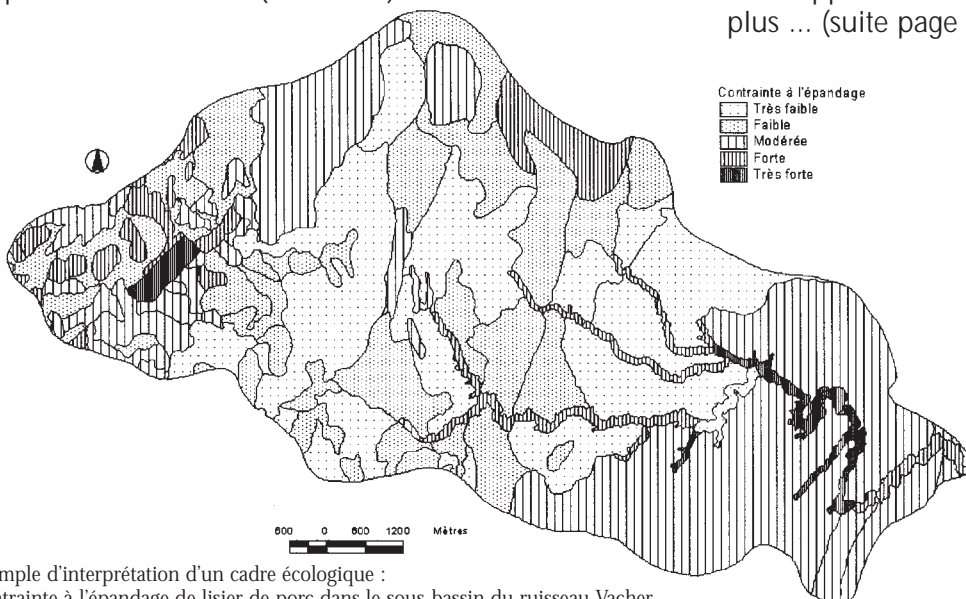 plus ... (suite page
Contrainte à l'épandage
Très faible
Faible
Modérée
Forte
Très forte
600 0 600 1200 Mètres
mple d'interprétation d'un cadre écologique :
ntrainte à l'épandage de lisier de porc dans le sous-bassin du ruisseau Vacher